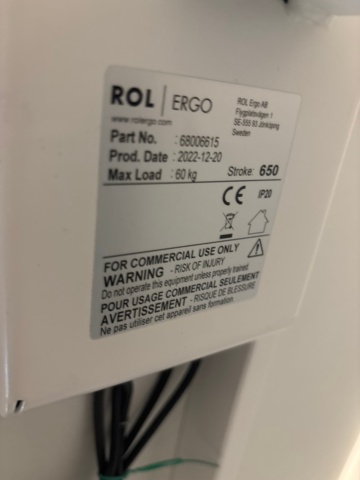 ROL | ERGO
www.rolergo.com
ROL Ergo AB
Flygplatsvägen 1
SE-555 93 Jönköping
Sweden
Part No. : 68006615
Prod. Date : 2022-12-20
Max Load : 60 kg
Stroke: 650
CE IP20
FOR COMMERCIAL USE ONLY
WARNING - RISK OF INJURY
Do not operate this equipment unless properly trained
POUR USAGE COMMERCIAL SEULEMENT
AVERTISSEMENT - RISQUE DE BLESSURE
Ne pas utiliser cet appareil sans formation.